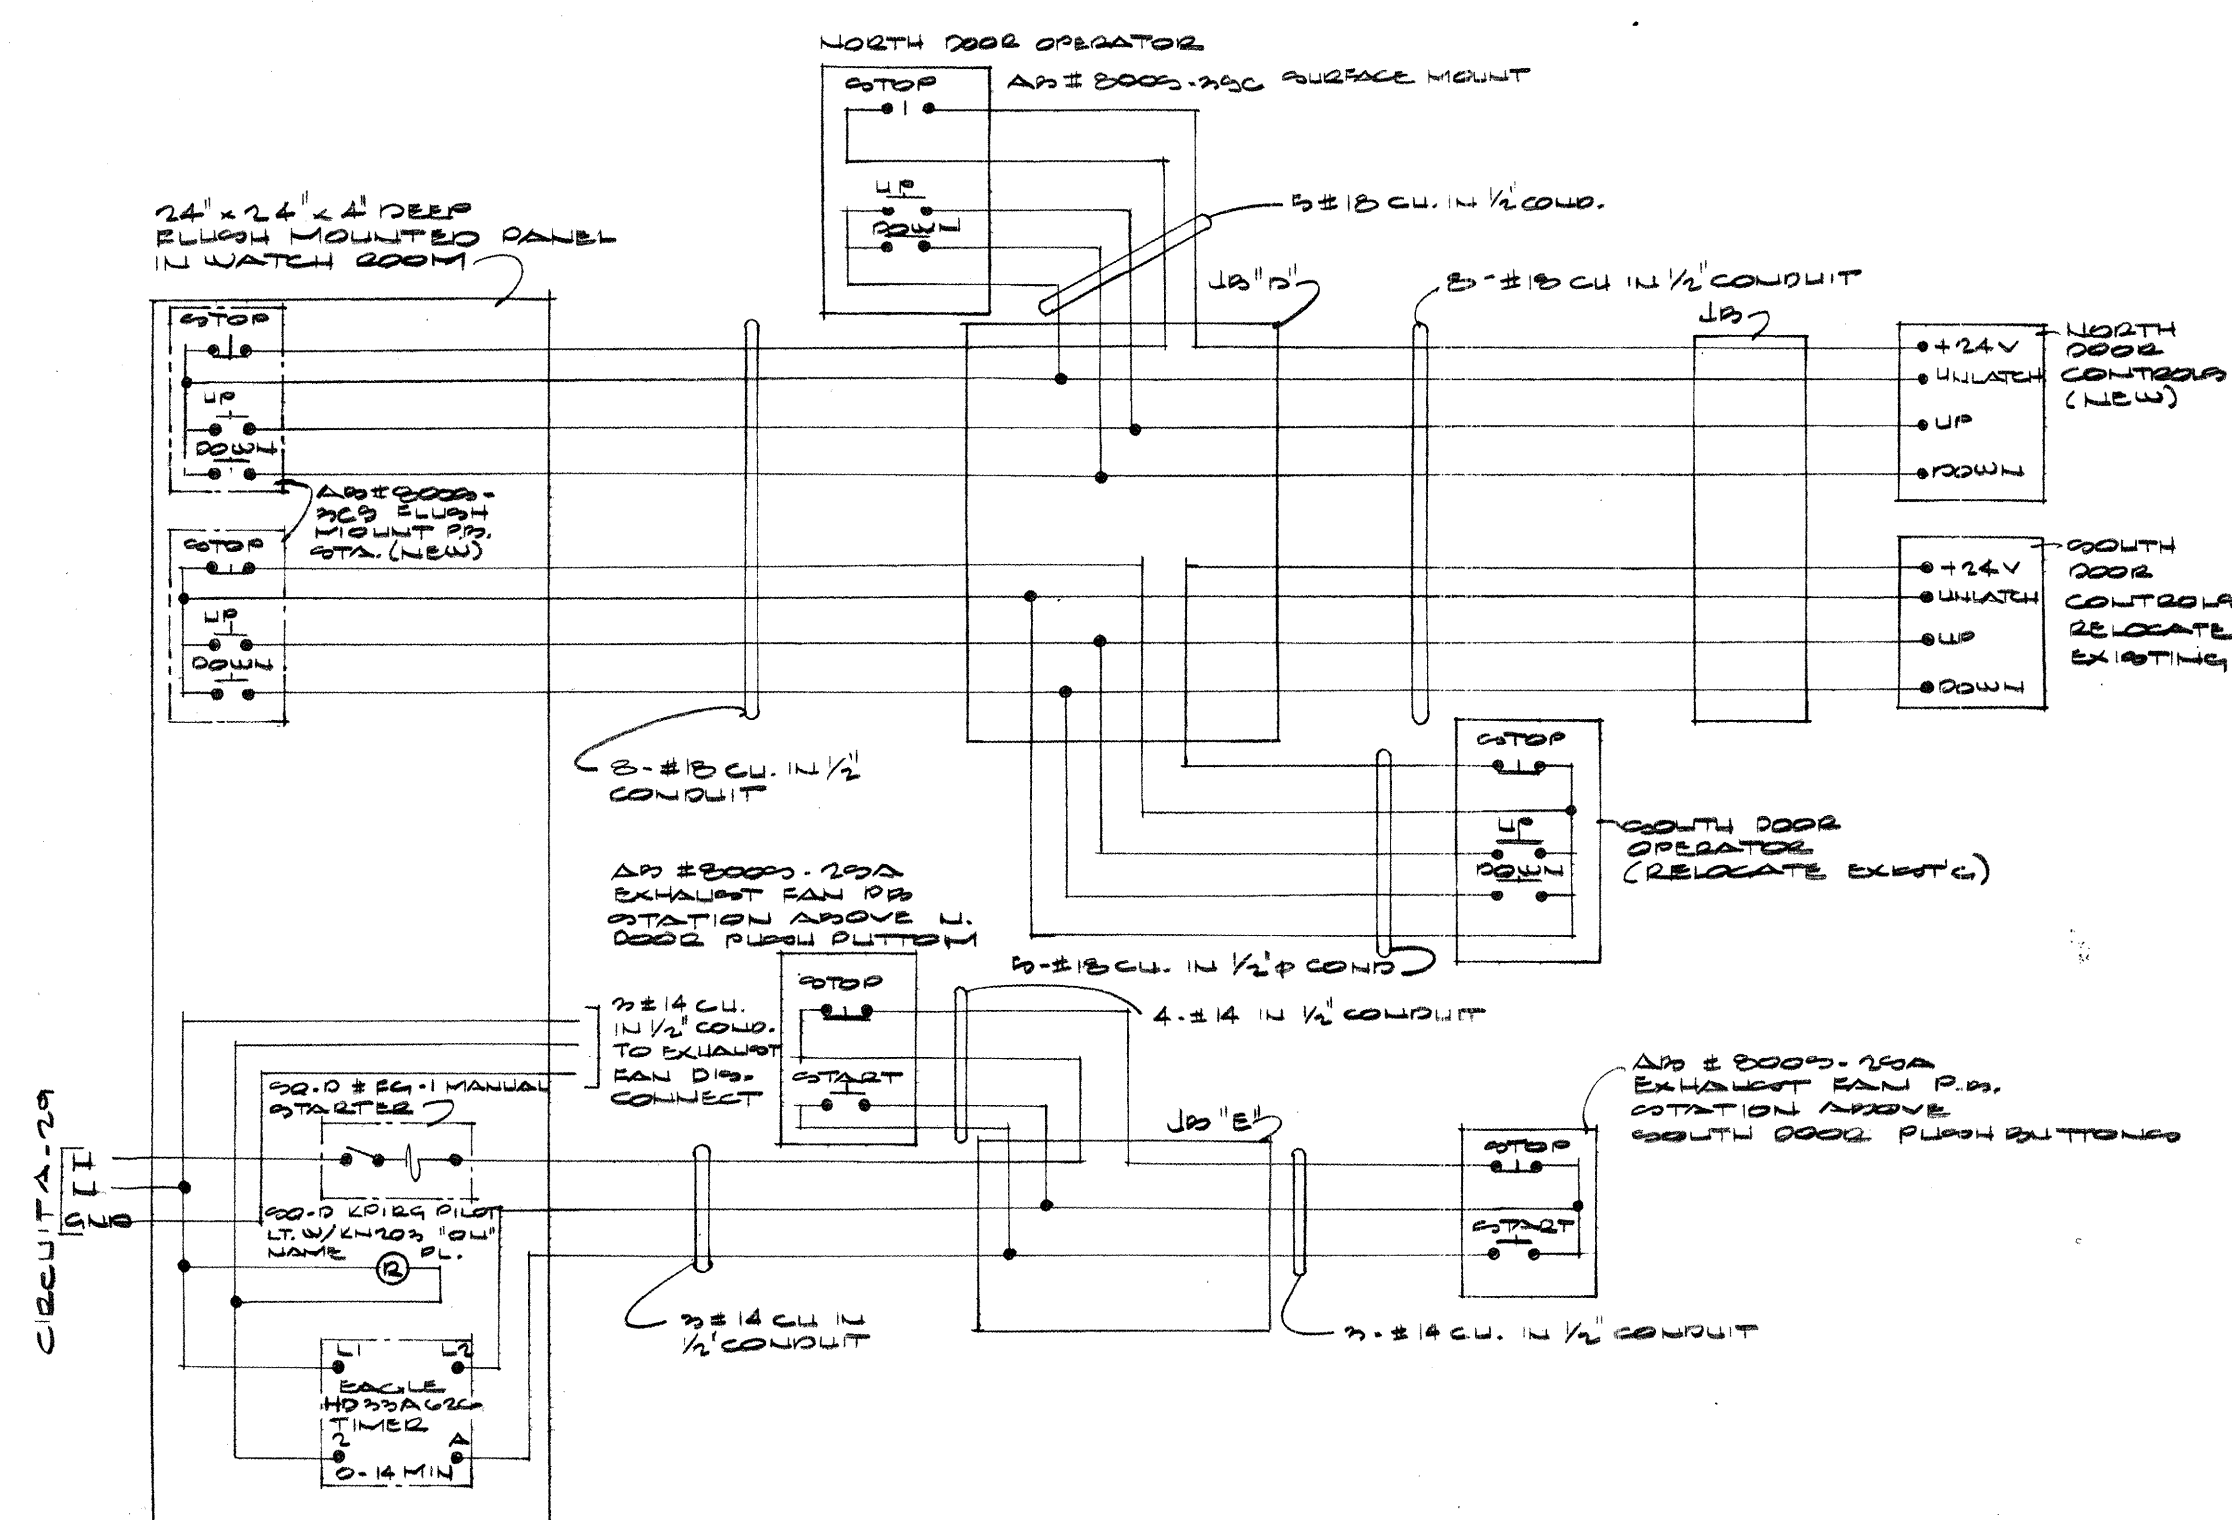 NORTH DOOR OPERATOR
STOP
AB# 800S-3SC SURFACE MOUNT
UP
DOWN
5#18 CU. IN 1/2" COND.
24" x 24" x 4" DEEP
FLUSH MOUNTED PANEL
IN WATCH ROOM
JB "D"
8-#18 CU IN 1/2" CONDUIT
JB
STOP
UP
DOWN
AB#800S-
3CS FLUSH
MOUNT P.B.
STA. (NEW)
+24V
UNLATCH
UP
DOWN
NORTH
DOOR
CONTROLS
(NEW)
STOP
UP
DOWN
+24V
UNLATCH
UP
DOWN
SOUTH
DOOR
CONTROLS
RELOCATE
EXISTING
8-#18 CU. IN 1/2"
CONDUIT
STOP
UP
DOWN
SOUTH DOOR
OPERATOR
(RELOCATE EXIST'G)
5-#18 CU. IN 1/2"φ COND
AB #800S-2SA
EXHAUST FAN PB
STATION ABOVE N.
DOOR PUSH BUTTON
STOP
START
4-#14 IN 1/2" CONDUIT
3#14 CU.
IN 1/2" COND.
TO EXHAUST
FAN DIS-
CONNECT
SQ.D # FG-1 MANUAL
STARTER
JB "E"
AB # 800S-2SA
EXHAUST FAN P.B.
STATION ABOVE
SOUTH DOOR PUSHBUTTONS
STOP
START
CIRCUIT A-29
GND
SQ.D KP1RG PILOT
LT. W/KN203 "ON"
NAME PL.
R
3#14 CU IN
1/2" CONDUIT
3-#14 CU. IN 1/2" CONDUIT
L1 L2
EAGLE
HD33A62G
TIMER
2 A
0-14 MIN